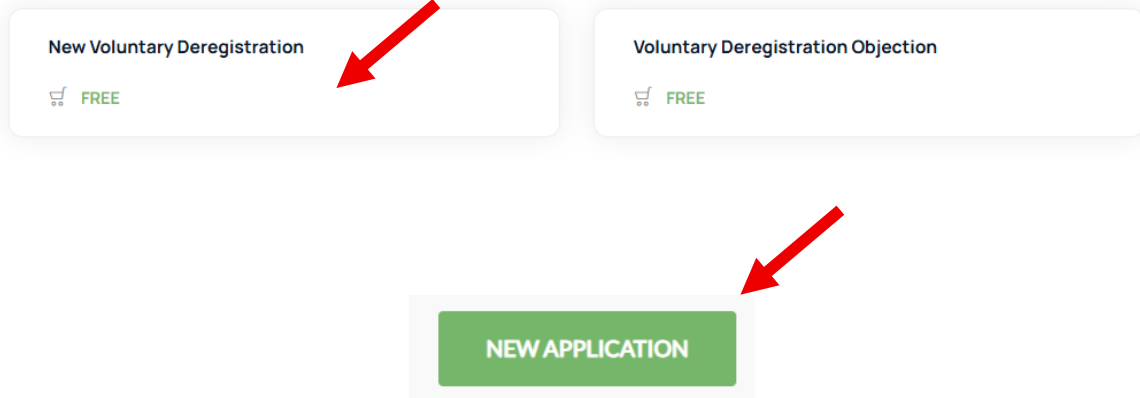 New Voluntary Deregistration
FREE
Voluntary Deregistration Objection
FREE
NEW APPLICATION